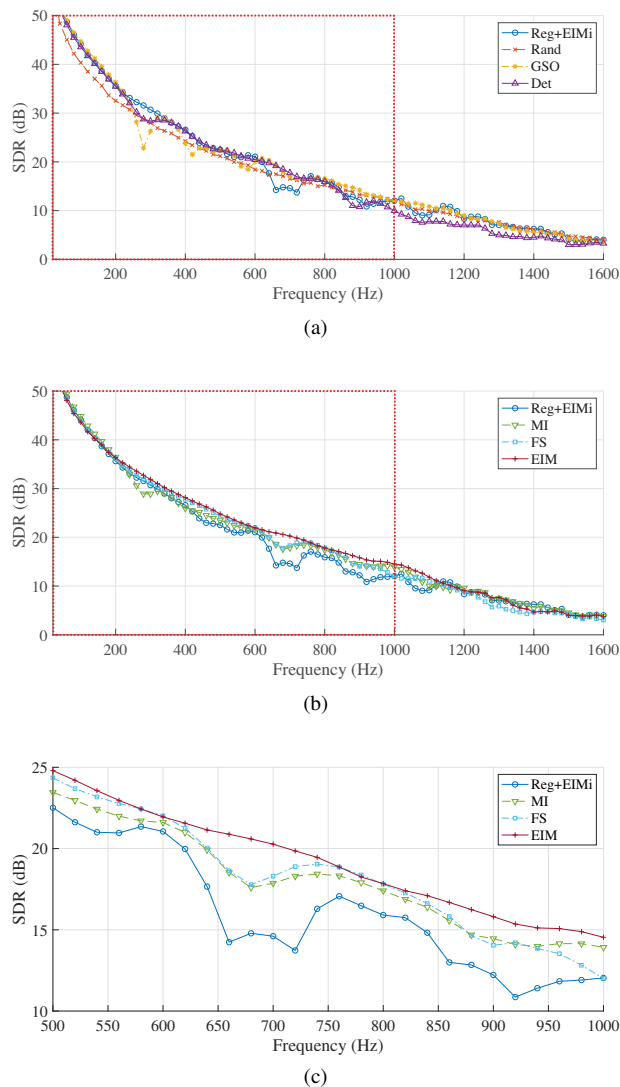 50
40
30
20
10
0
SDR (dB)
Reg+EIMi
Rand
GSO
Det
200 400 600 800 1000 1200 1400 1600
Frequency (Hz)
(a)
50
40
30
20
10
0
SDR (dB)
Reg+EIMi
MI
FS
EIM
200 400 600 800 1000 1200 1400 1600
Frequency (Hz)
(b)
25
20
15
10
SDR (dB)
Reg+EIMi
MI
FS
EIM
500 550 600 650 700 750 800 850 900 950 1000
Frequency (Hz)
(c)